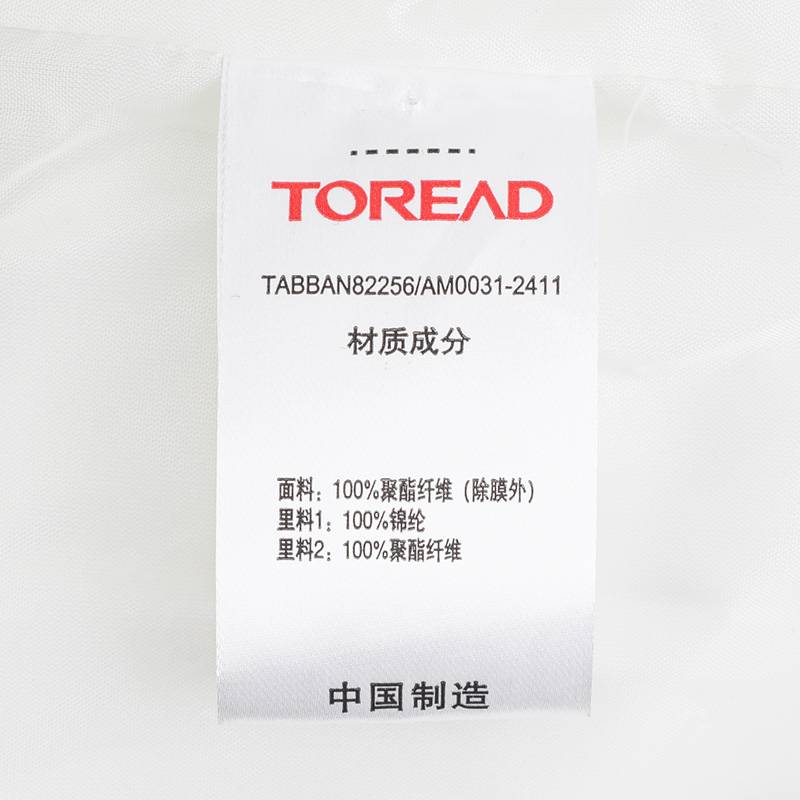 TOREAD
TABBAN82256/AM0031-2411
材质成分
面料：100%聚酯纤维（除膜外）
里料1：100%锦纶
里料2：100%聚酯纤维
中国制造